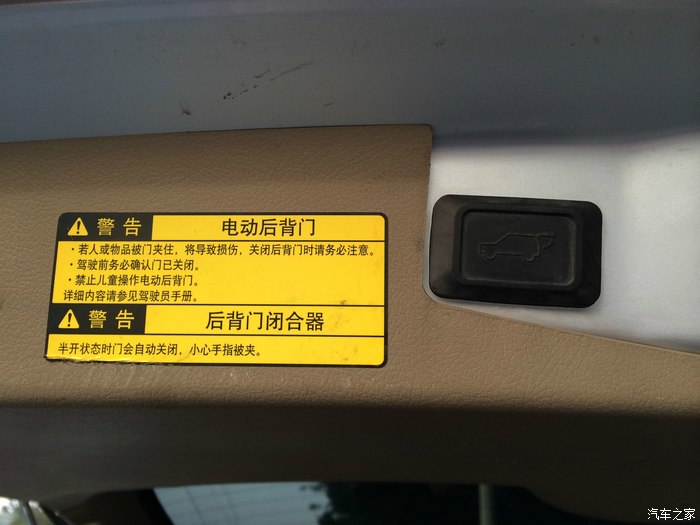 警告 电动后背门
・若人或物品被门夹住，将导致损伤，关闭后背门时请务必注意。
・驾驶前务必确认门已关闭。
・禁止儿童操作电动后背门。
详细内容请参见驾驶员手册。
警告 后背门闭合器
半开状态时门会自动关闭，小心手指被夹。
汽车之家